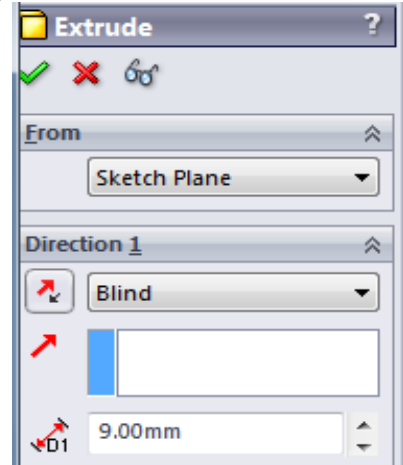 Extrude ?
From
Sketch Plane
Direction 1
Blind
D1 9.00mm